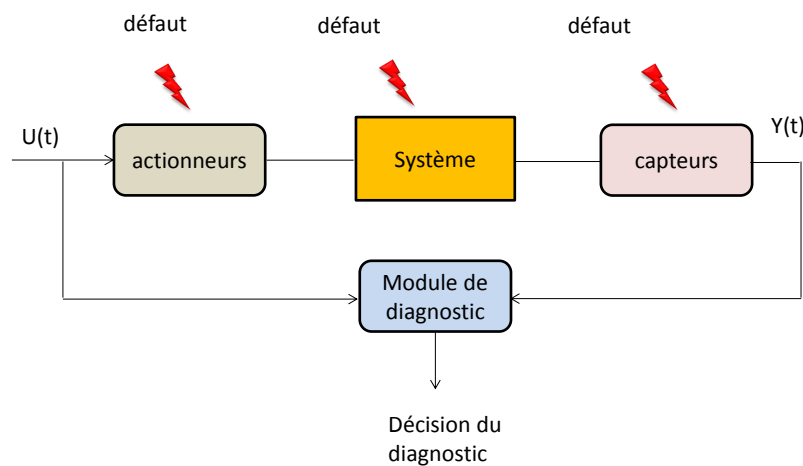 défaut
défaut
défaut
U(t)
Y(t)
actionneurs
Système
capteurs
Module de
diagnostic
Décision du
diagnostic